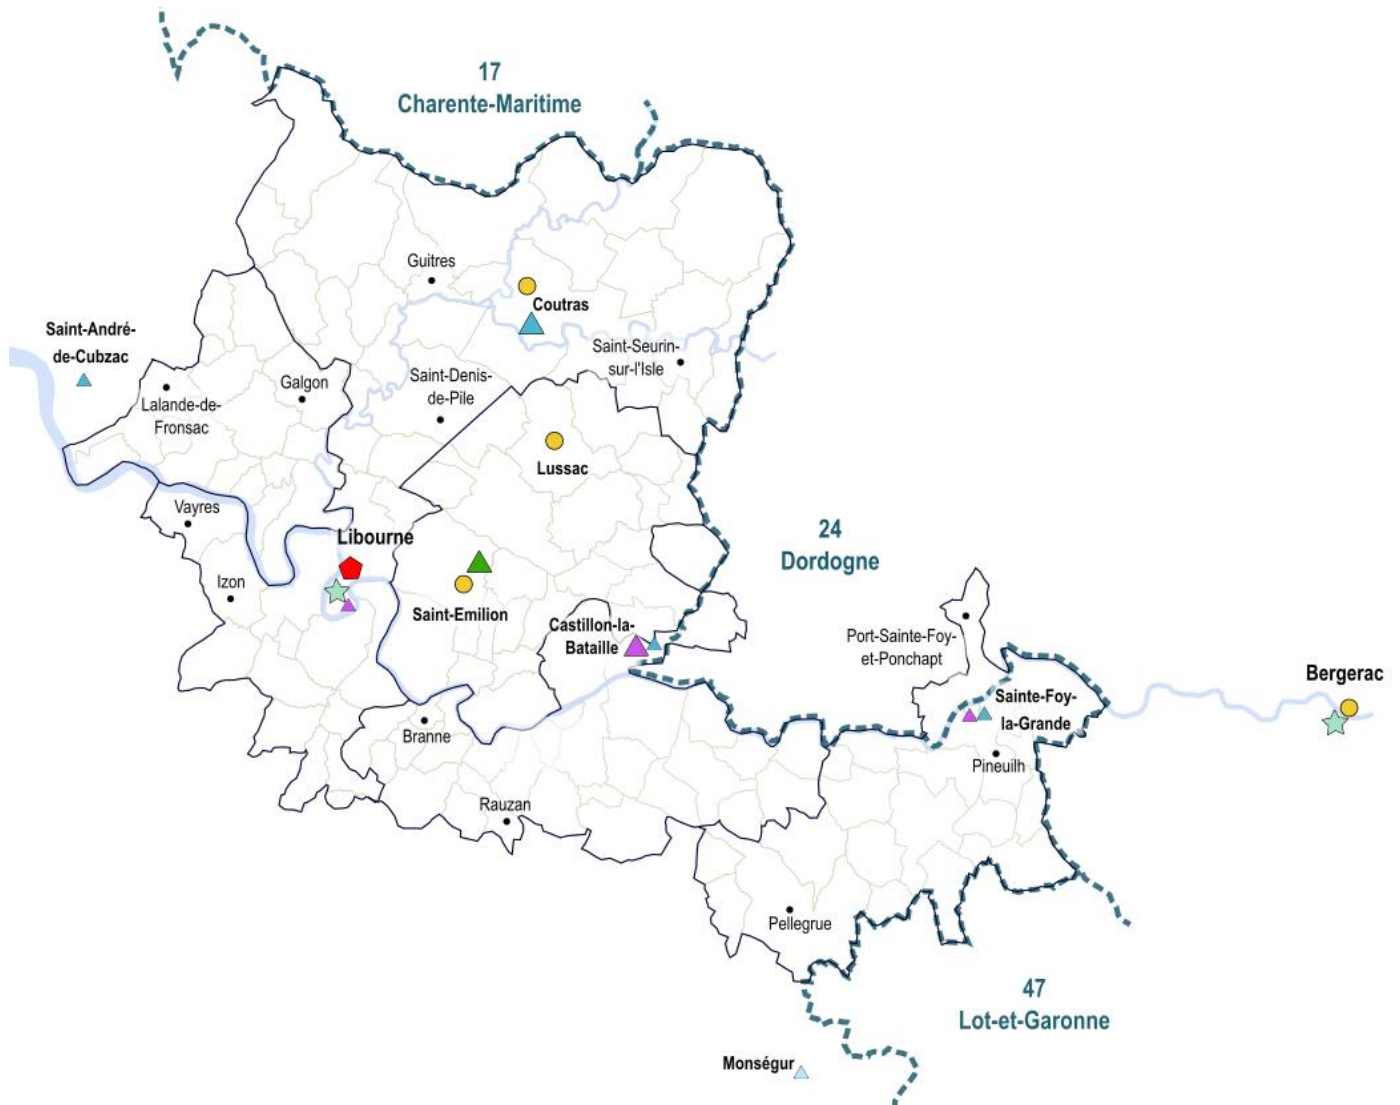 17
Charente-Maritime
Guitres
Coutras
Saint-André-
de-Cubzac
Saint-Seurin-
sur-l'Isle
Galgon
Saint-Denis-
de-Pile
Lalande-de-
Fronsac
Lussac
Vayres
Libourne
24
Dordogne
Izon
Saint-Emilion
Castillon-la-
Bataille
Port-Sainte-Foy-
et-Ponchapt
Bergerac
Sainte-Foy-
la-Grande
Branne
Pineuilh
Rauzan
Pellegrue
47
Lot-et-Garonne
Monségur